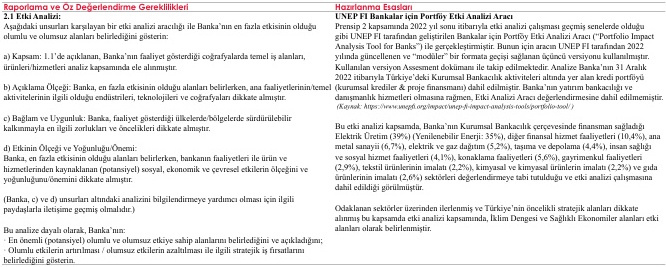 Raporlama ve Öz Değerlendirme Gereklilikleri
2.1 Etki Analizi:
Aşağıdaki unsurları karşılayan bir etki analizi aracılığı ile Banka’nın en fazla etkisinin olduğu
olumlu ve olumsuz alanları belirlediğini gösterin:
a) Kapsam: 1.1’de açıklanan, Banka’nın faaliyet gösterdiği coğrafyalarda temel iş alanları,
ürünleri/hizmetleri analiz kapsamında ele alınmıştır.
b) Açıklama Ölçeği: Banka, en fazla etkisinin olduğu alanları belirlerken, ana faaliyetlerinin/temel
aktivitelerinin ilgili olduğu endüstrileri, teknolojileri ve coğrafyaları dikkate almıştır.
c) Bağlam ve Uygunluk: Banka, faaliyet gösterdiği ülkelerde/bölgelerde sürdürülebilir
kalkınmayla en ilgili zorlukları ve öncelikleri dikkate almıştır.
d) Etkinin Ölçeği ve Yoğunluğu/Önemi:
Banka, en fazla etkisinin olduğu alanları belirlerken, bankanın faaliyetleri ile ürün ve
hizmetlerinden kaynaklanan (potansiyel) sosyal, ekonomik ve çevresel etkilerin ölçeğini ve
yoğunluğunu/önemini dikkate almıştır.
(Banka, c) ve d) unsurları altındaki analizini bilgilendirmeye yardımcı olması için ilgili
paydaşlarla iletişime geçmiş olmalıdır.)
Bu analize dayalı olarak, Banka’nın:
· En önemli (potansiyel) olumlu ve olumsuz etkiye sahip alanlarını belirlediğini ve açıkladığını;
· Olumlu etkilerin artırılması / olumsuz etkilerin azaltılması ile ilgili stratejik iş fırsatlarını
belirlediğini gösterin.
Hazırlanma Esasları
UNEP FI Bankalar için Portföy Etki Analizi Aracı
Prensip 2 kapsamında 2022 yıl sonu itibarıyla etki analizi çalışması geçmiş senelerde olduğu
gibi UNEP FI tarafından geliştirilen Bankalar için Portföy Etki Analizi Aracı (“Portfolio Impact
Analysis Tool for Banks”) ile gerçekleştirmiştir. Bunun için aracın UNEP FI tarafından 2022
yılında güncellenen ve “modüler” bir formata geçişi sağlanan üçüncü versiyonu kullanılmıştır.
Kullanılan versiyon Assesment dokümanı ile takip edilmektedir. Analize Banka’nın 31 Aralık
2022 itibarıyla Türkiye’deki Kurumsal Bankacılık aktiviteleri altında yer alan kredi portföyü
(kurumsal krediler & proje finansmanı) dahil edilmiştir. Banka’nın yatırım bankacılığı ve
danışmanlık hizmetleri olmasına rağmen, Etki Analizi Aracı değerlendirmesine dahil edilmemiştir.
(Kaynak: https://www.unepfi.org/impact/unep-fi-impact-analysis-tools/portfolio-tool/ )
Bu etki analizi kapsamında, Banka’nın Kurumsal Bankacılık çerçevesinde finansman sağladığı
Elektrik Üretim (39%) (Yenilenebilir Enerji: 35%), diğer finansal hizmet faaliyetleri (10,4%), ana
metal sanayii (6,7%), elektrik ve gaz dağıtım (5,2%), taşıma ve depolama (4,4%), insan sağlığı
ve sosyal hizmet faaliyetleri (4,1%), konaklama faaliyetleri (5,6%), gayrimenkul faaliyetleri
(2,9%), tekstil ürünlerinin imalatı (2,2%), kimyasal ve kimyasal ürünlerin imalatı (2,2%) ve gıda
ürünlerinin imalatı (2,6%) sektörleri değerlendirmeye tabi tutulduğu ve etki analizi çalışmasına
dahil edildiği görülmüştür.
Odaklanan sektörler üzerinden ilerlenmiş ve Türkiye’nin öncelikli stratejik alanları dikkate
alınmış bu kapsamda etki analizi kapsamında, İklim Dengesi ve Sağlıklı Ekonomiler alanları etki
alanları olarak belirlenmiştir.